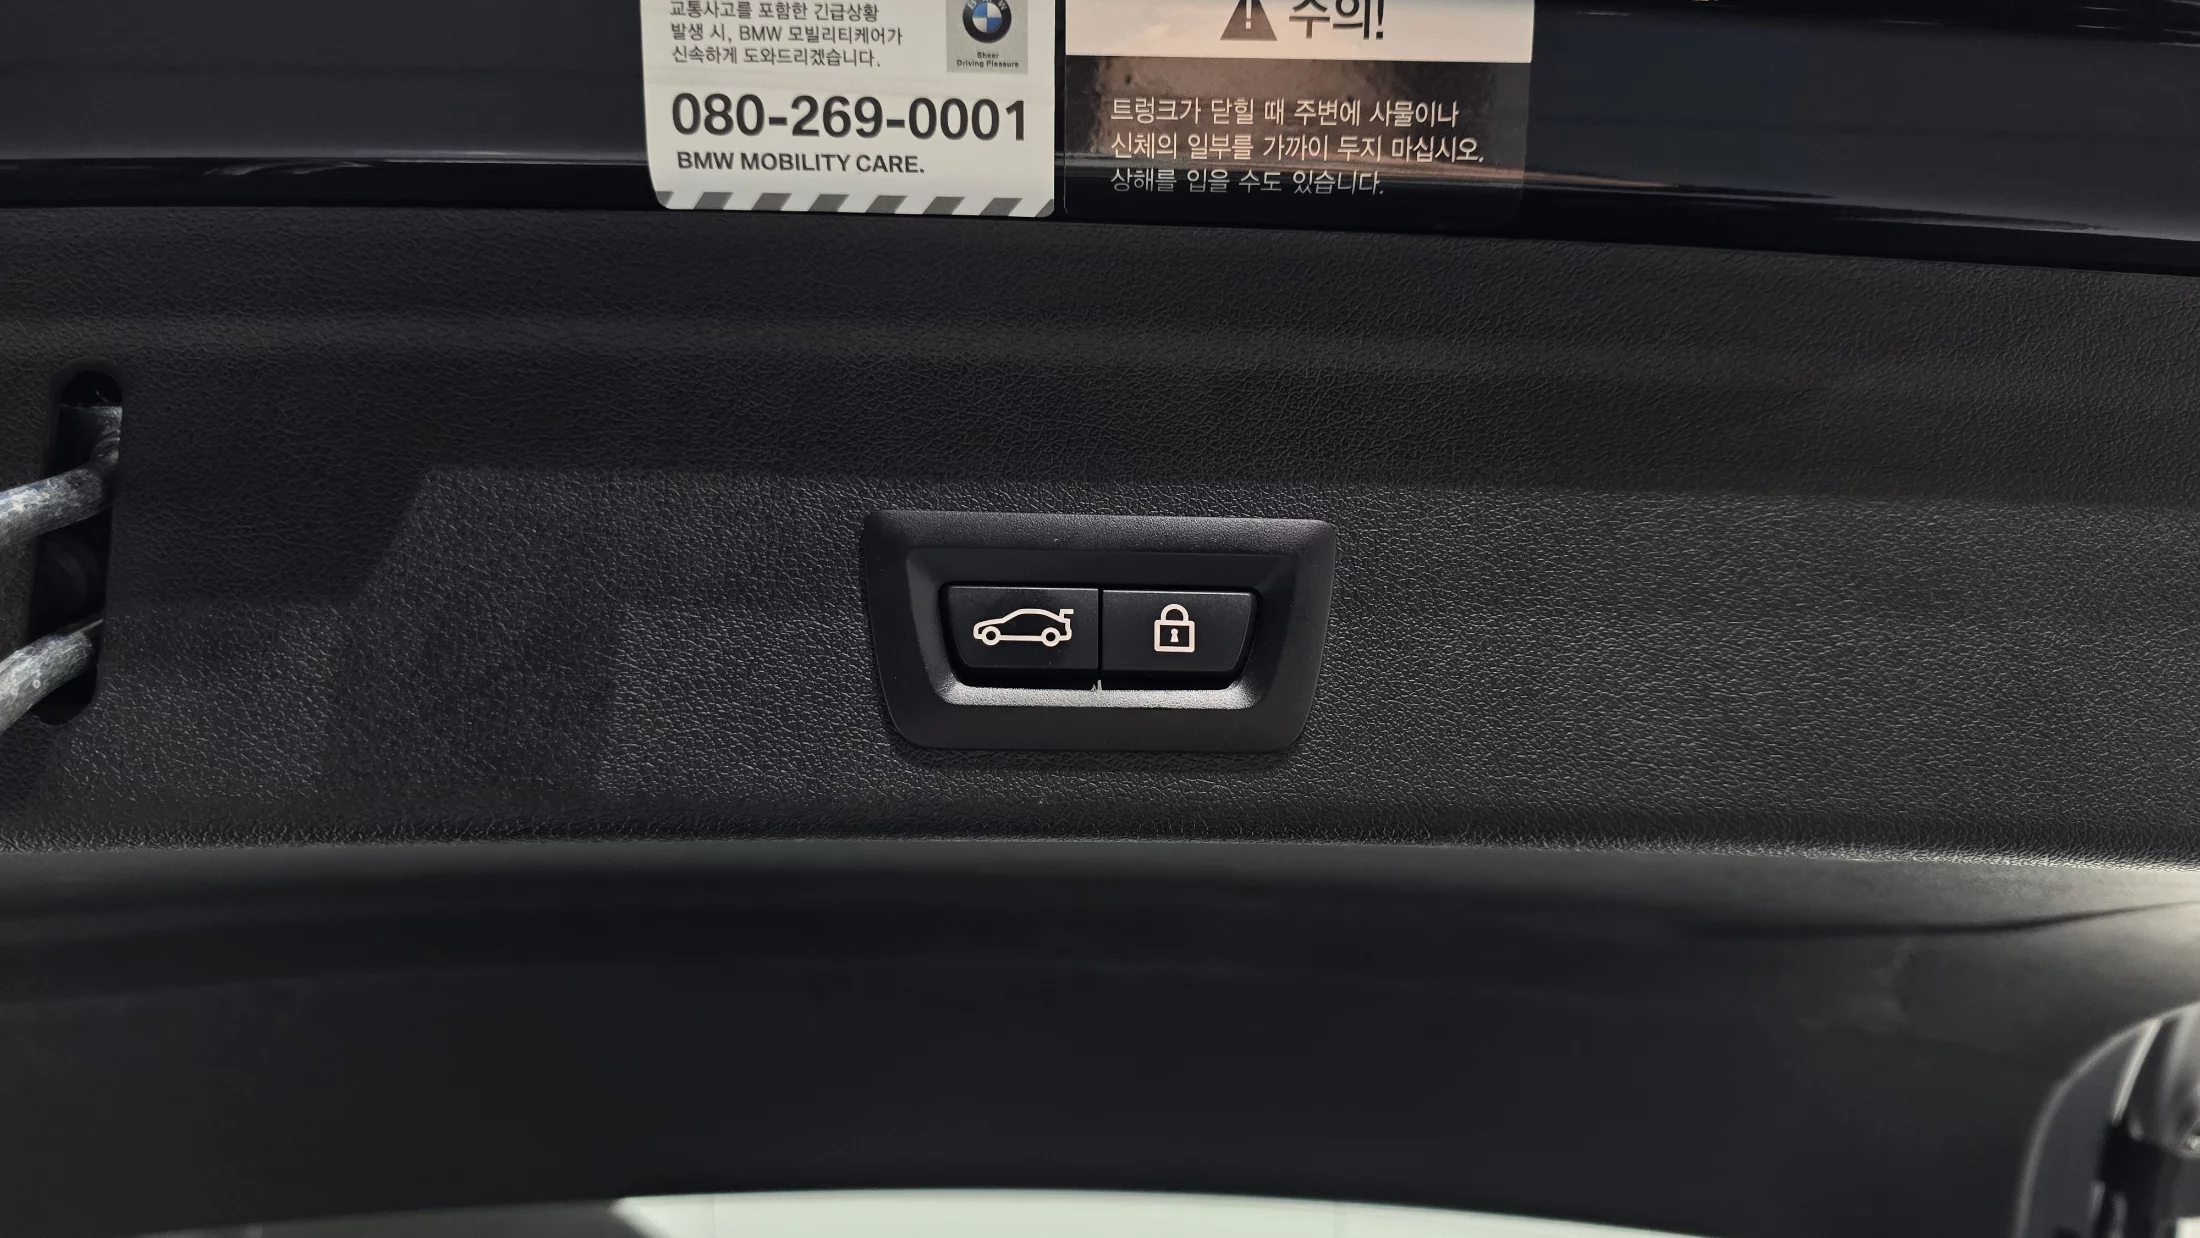 교통사고를 포함한 긴급상황
발생 시, BMW 모빌리티케어가
신속하게 도와드리겠습니다.
Sheer
Driving Pleasure
080-269-0001
BMW MOBILITY CARE.
주의!
트렁크가 닫힐 때 주변에 사물이나
신체의 일부를 가까이 두지 마십시오.
상해를 입을 수도 있습니다.